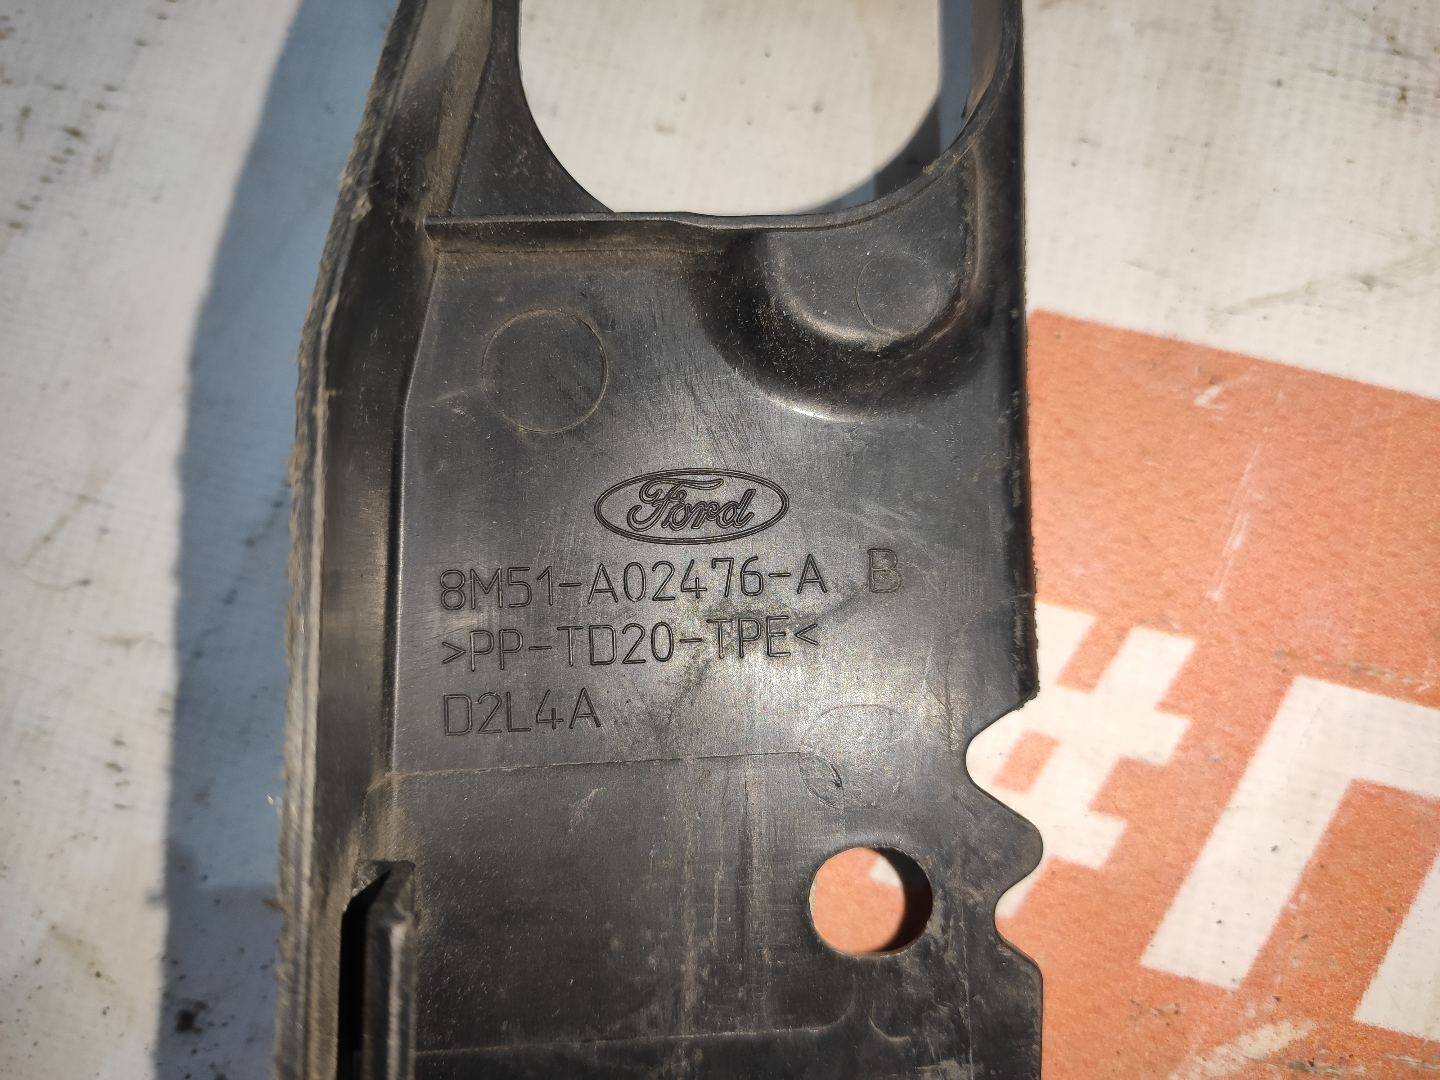 Ford
8M51-A02476-A B
>PP-TD20-TPE<
D2L4A
#П